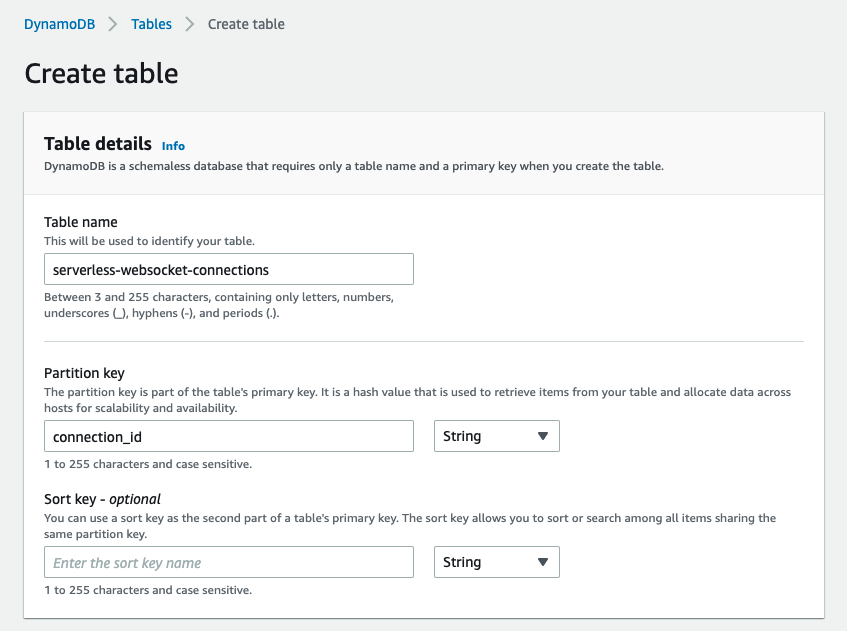 DynamoDB > Tables > Create table
Create table
Table details Info
DynamoDB is a schemaless database that requires only a table name and a primary key when you create the table.
Table name
This will be used to identify your table.
serverless-websocket-connections
Between 3 and 255 characters, containing only letters, numbers,
underscores (_), hyphens (-), and periods (.).
Partition key
The partition key is part of the table's primary key. It is a hash value that is used to retrieve items from your table and allocate data across
hosts for scalability and availability.
connection_id String
1 to 255 characters and case sensitive.
Sort key - optional
You can use a sort key as the second part of a table's primary key. The sort key allows you to sort or search among all items sharing the
same partition key.
Enter the sort key name String
1 to 255 characters and case sensitive.